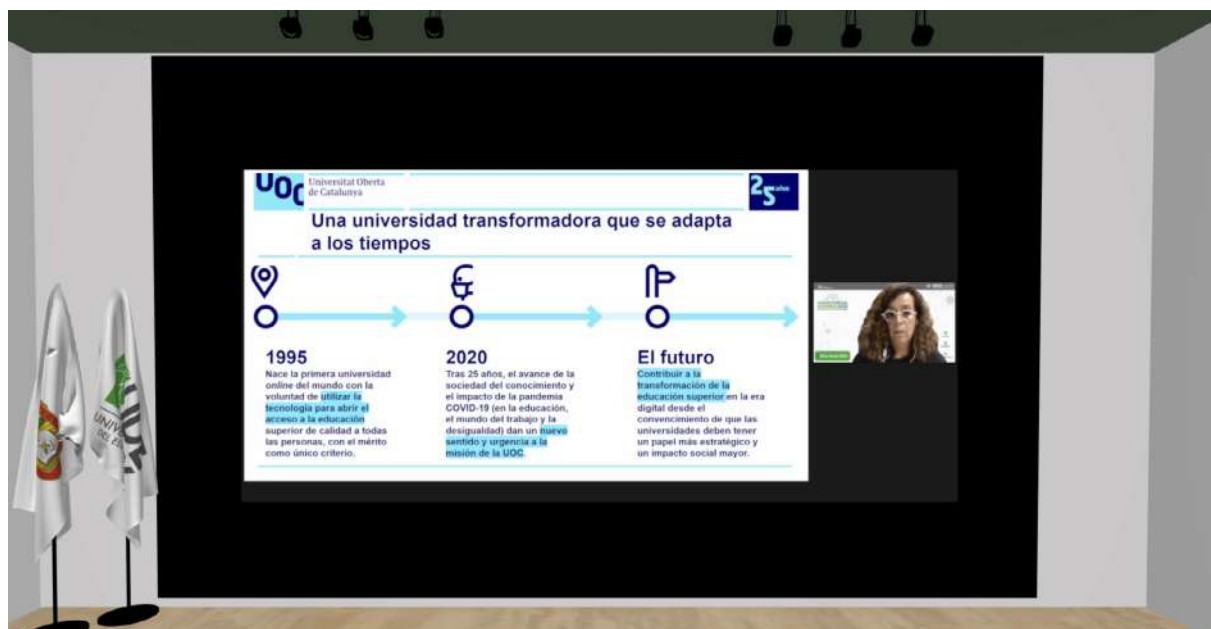 UOC
Universitat Oberta
de Catalunya
25 años
Una universidad transformadora que se adapta
a los tiempos
1995
Nace la primera universidad
online del mundo con la
voluntad de utilizar la
tecnología para abrir el
acceso a la educación
superior de calidad a todas
las personas, con el mérito
como único criterio.
2020
Tras 25 años, el avance de la
sociedad del conocimiento y
el impacto de la pandemia
COVID-19 (en la educación,
el mundo del trabajo y la
desigualdad) dan un nuevo
sentido y urgencia a la
misión de la UOC.
El futuro
Contribuir a la
transformación de la
educación superior en la era
digital desde el
convencimiento de que las
universidades deben tener
un papel más estratégico y
un impacto social mayor.